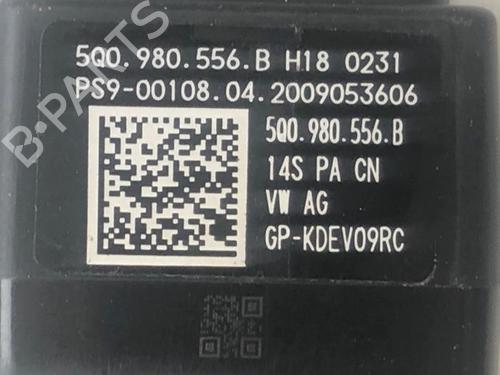 5Q0.980.556.B H18 0231
PS9-00108.04.2009053606
5Q0.980.556.B
14S PA CN
VW AG
GP-KDEV09RC